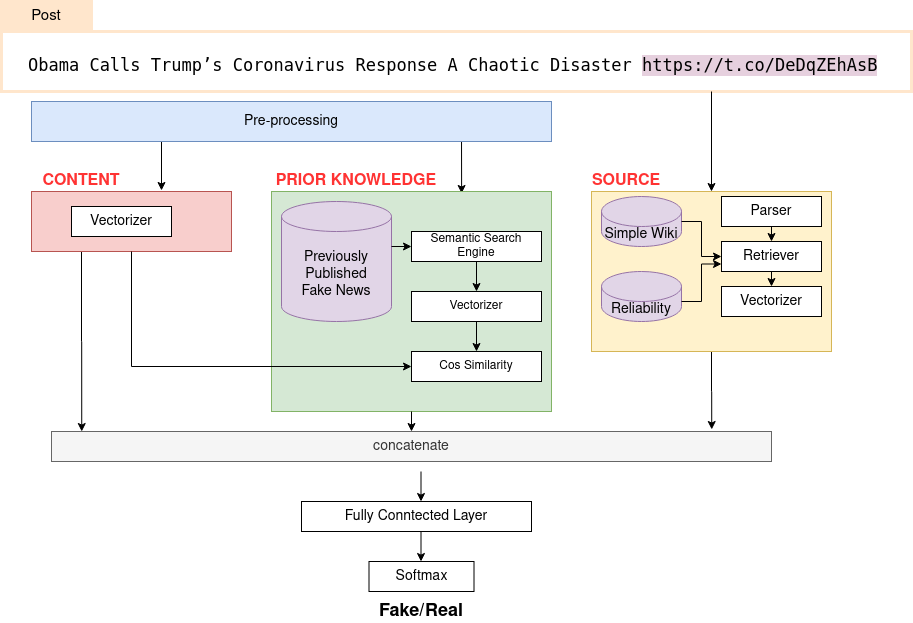 Post
Obama Calls Trump’s Coronavirus Response A Chaotic Disaster https://t.co/DeDqZEhAsB
Pre-processing
CONTENT
Vectorizer
PRIOR KNOWLEDGE
Previously
Published
Fake News
Semantic Search
Engine
Vectorizer
Cos Similarity
SOURCE
Simple Wiki
Reliability
Parser
Retriever
Vectorizer
concatenate
Fully Conntected Layer
Softmax
Fake/Real